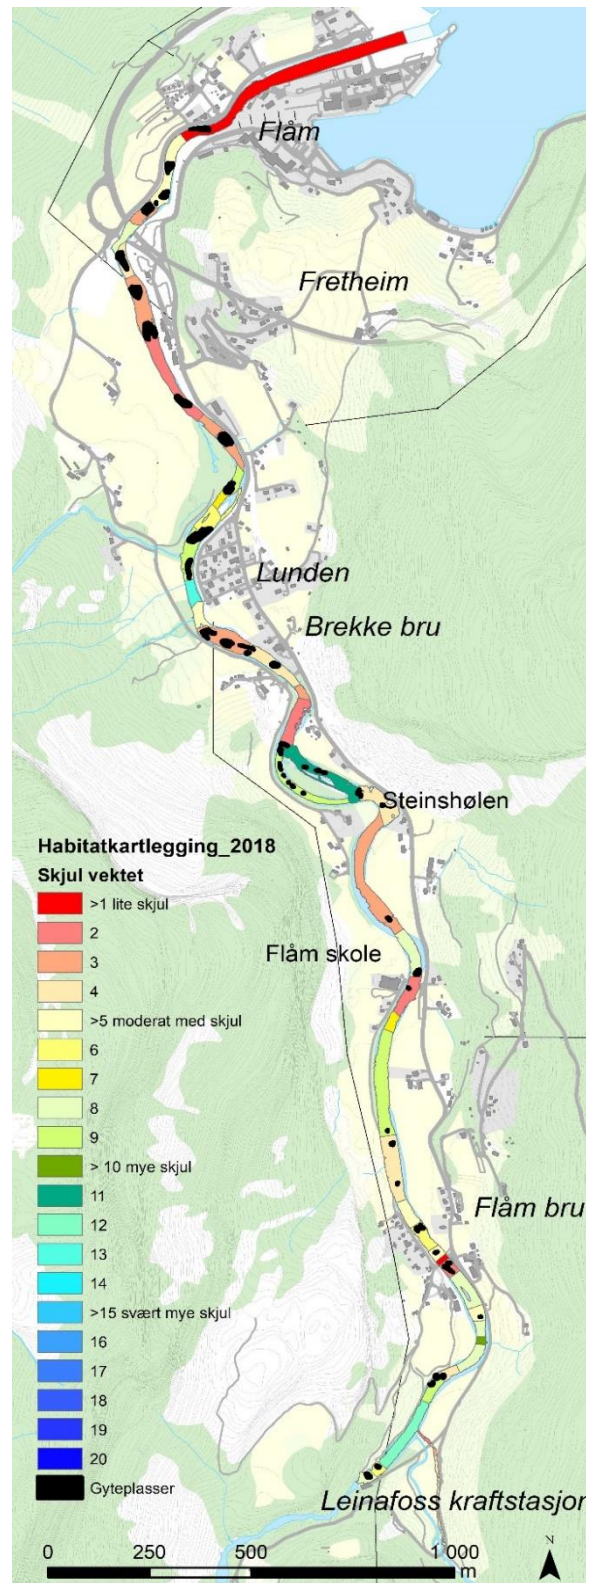 Flåm
Fretheim
Lunden
Brekke bru
Steinshølen
Habitatkartlegging_2018
Skjul vektet
>1 lite skjul
2
3
4
>5 moderat med skjul
6
7
8
9
> 10 mye skjul
11
12
13
14
>15 svært mye skjul
16
17
18
19
20
Gyteplasser
Flåm skole
Flåm bru
Leinafoss kraftstasjon
0 250 500 1 000
m
N